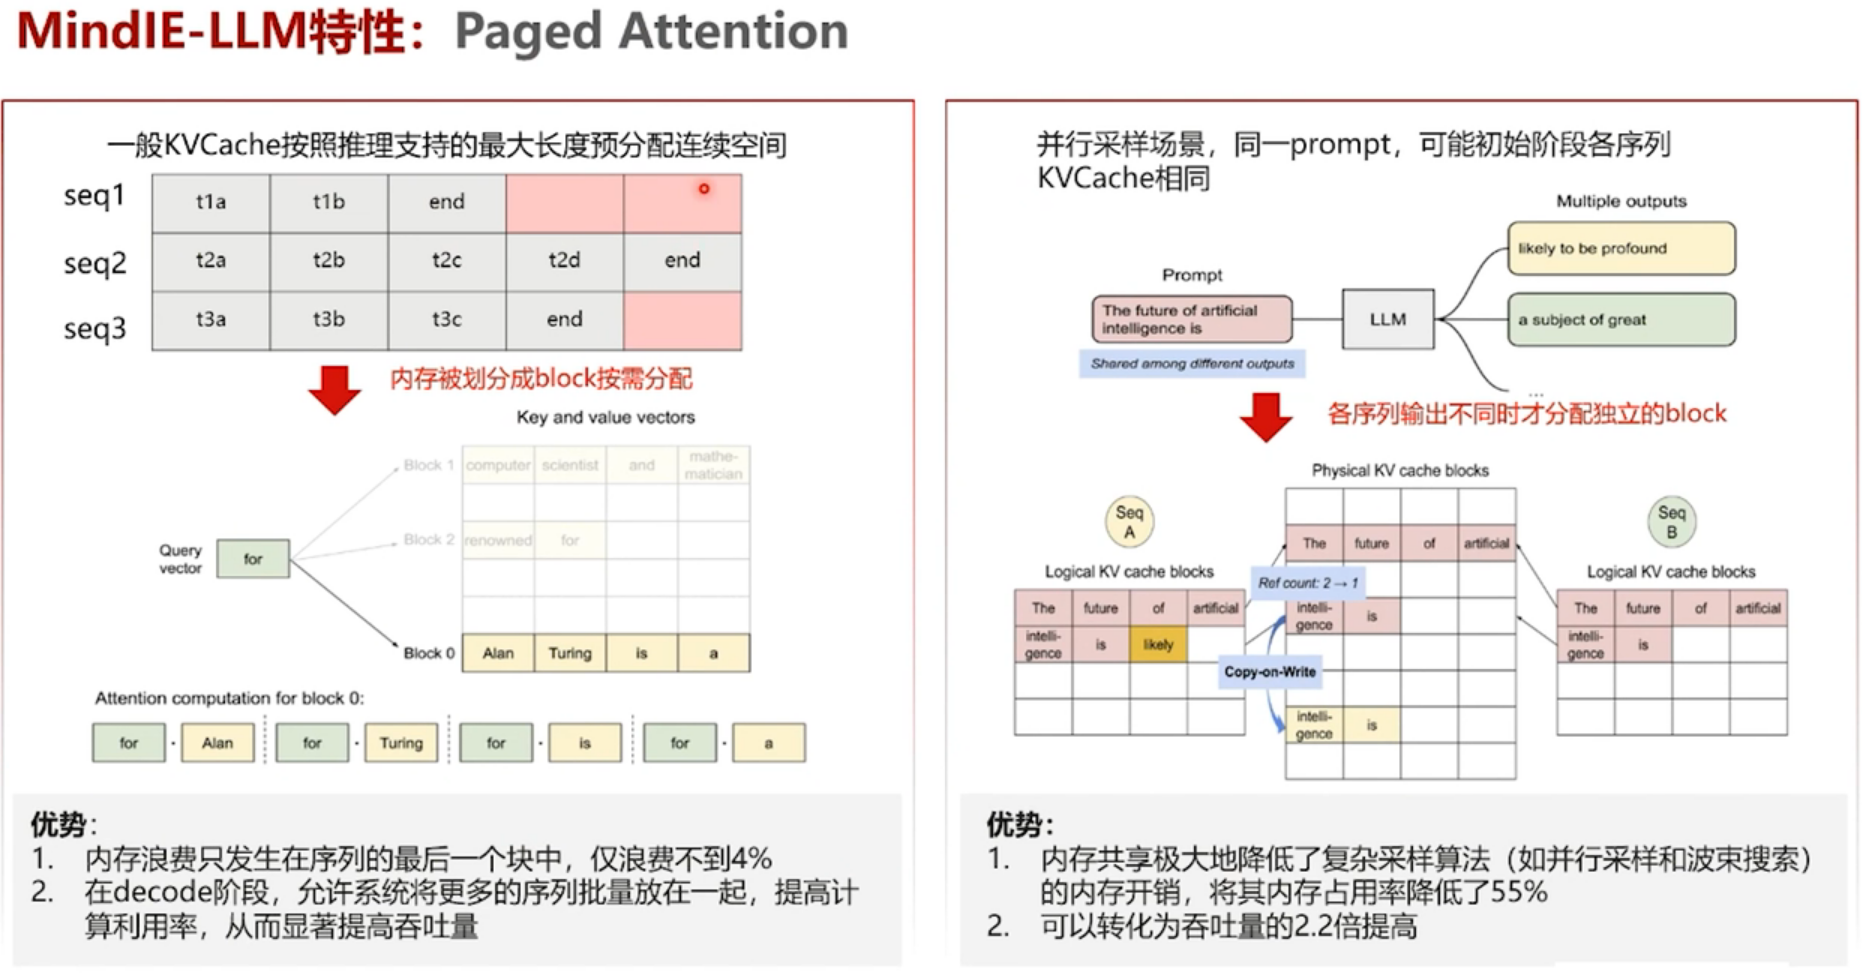 MindIE-LLM特性：Paged Attention
一般KVCache按照推理支持的最大长度预分配连续空间
seq1 t1a t1b end
seq2 t2a t2b t2c t2d end
seq3 t3a t3b t3c end
内存被划分成block按需分配
Key and value vectors
Block 1 computer scientist and mathe-
matician
Block 2 renowned for
Query
vector
for
Block 0 Alan Turing is a
Attention computation for block 0:
for · Alan for · Turing for · is for · a
优势：
1. 内存浪费只发生在序列的最后一个块中，仅浪费不到4%
2. 在decode阶段，允许系统将更多的序列批量放在一起，提高计
算利用率，从而显著提高吞吐量
并行采样场景，同一prompt，可能初始阶段各序列
KVCache相同
Multiple outputs
likely to be profound
Prompt
The future of artificial
intelligence is
LLM
a subject of great
Shared among different outputs
...
各序列输出不同时才分配独立的block
Physical KV cache blocks
Seq
A
Seq
B
The future of artificial
Logical KV cache blocks
Ref count: 2 → 1
Logical KV cache blocks
The future of artificial
intelli-
gence
is likely
intelli-
gence
is
The future of artificial
intelli-
gence
is
Copy-on-Write
intelli-
gence
is
优势：
1. 内存共享极大地降低了复杂采样算法（如并行采样和波束搜索）
的内存开销，将其内存占用率降低了55%
2. 可以转化为吞吐量的2.2倍提高